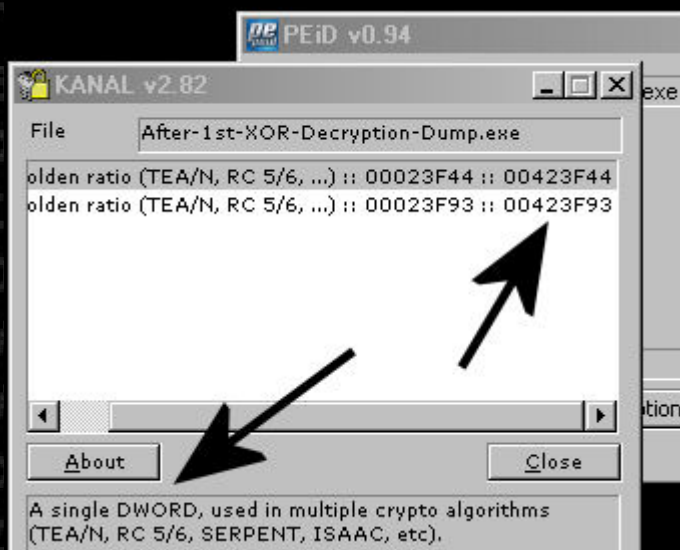 PEiD v0.94
KANAL v2.82
exe
File After-1st-XOR-Decryption-Dump.exe
olden ratio (TEA/N, RC 5/6, ...) :: 00023F44 :: 00423F44
olden ratio (TEA/N, RC 5/6, ...) :: 00023F93 :: 00423F93
tion
About Close
A single DWORD, used in multiple crypto algorithms
(TEA/N, RC 5/6, SERPENT, ISAAC, etc).